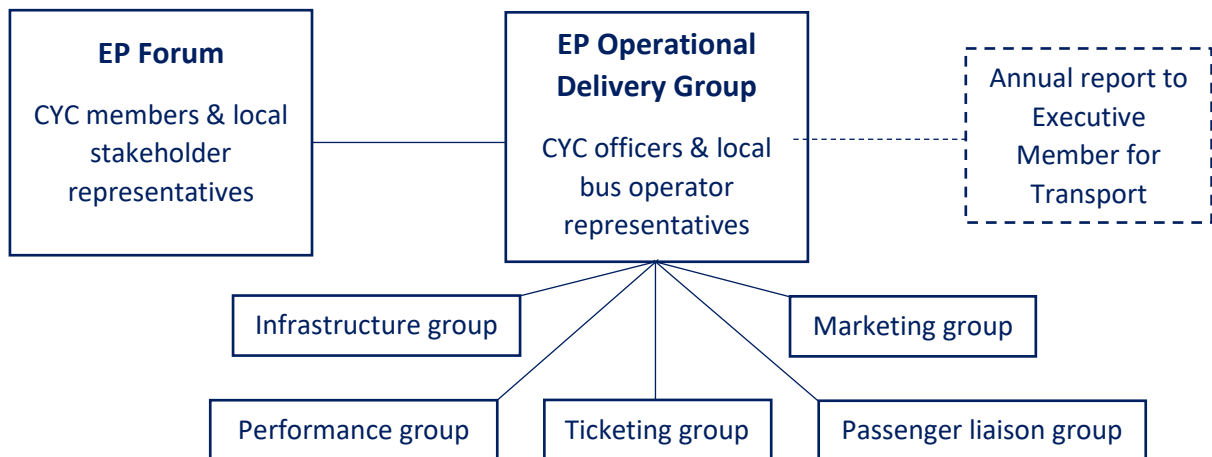 EP Forum
CYC members & local
stakeholder
representatives
EP Operational
Delivery Group
CYC officers & local
bus operator
representatives
Annual report to
Executive
Member for
Transport
Infrastructure group
Marketing group
Performance group
Ticketing group
Passenger liaison group